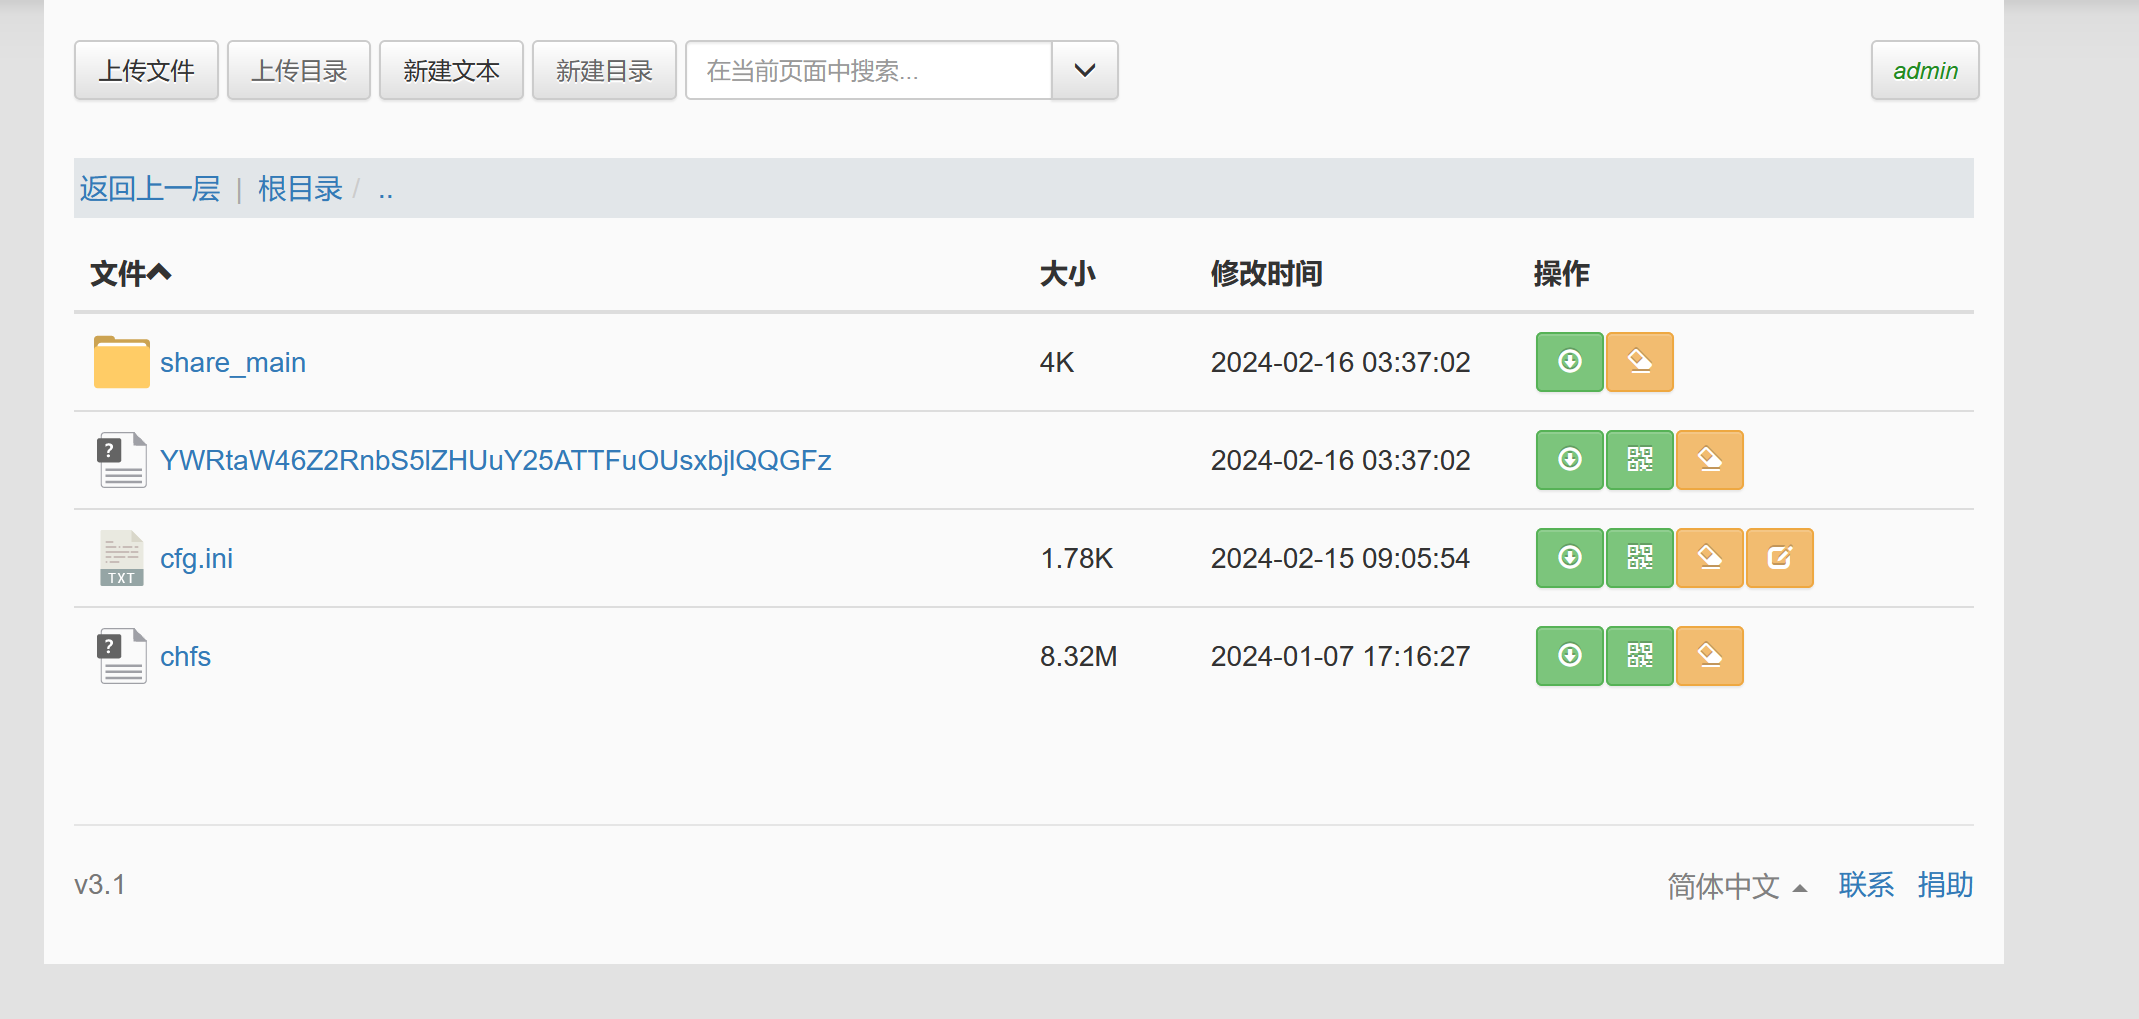 上传文件 上传目录 新建文本 新建目录 在当前页面中搜索... admin
返回上一层 | 根目录 / ..
文件 大小 修改时间 操作
share_main 4K 2024-02-16 03:37:02
YWRtaW46Z2RnbS5lZHUuY25ATTFuOUsxbjlQQGFz 2024-02-16 03:37:02
TXT cfg.ini 1.78K 2024-02-15 09:05:54
chfs 8.32M 2024-01-07 17:16:27
v3.1 简体中文 联系 捐助